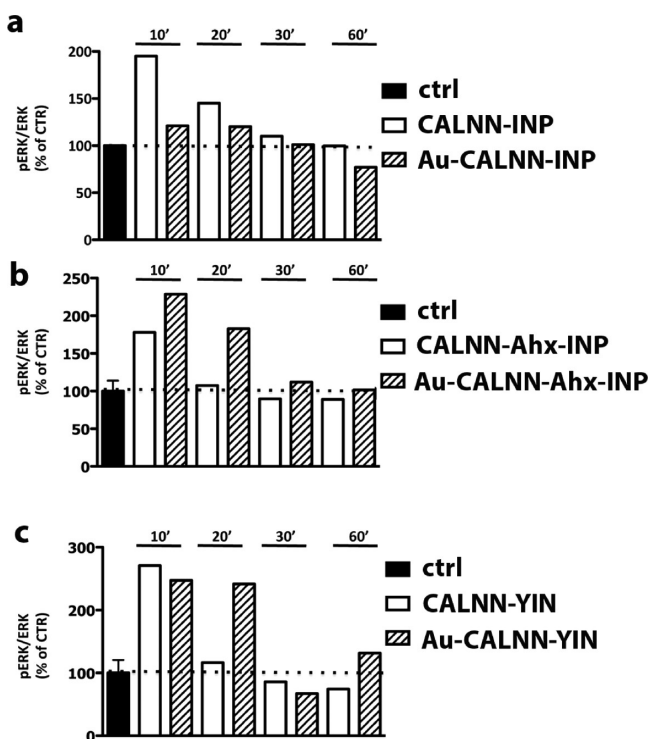 a
10’ 20’ 30’ 60’
200
150
100
50
0
pERK/ERK
(% of CTR)
ctrl
CALNN-INP
Au-CALNN-INP
b
10’ 20’ 30’ 60’
250
200
150
100
50
0
pERK/ERK
(% of CTR)
ctrl
CALNN-Ahx-INP
Au-CALNN-Ahx-INP
c
10’ 20’ 30’ 60’
300
200
100
0
pERK/ERK
(% of CTR)
ctrl
CALNN-YIN
Au-CALNN-YIN